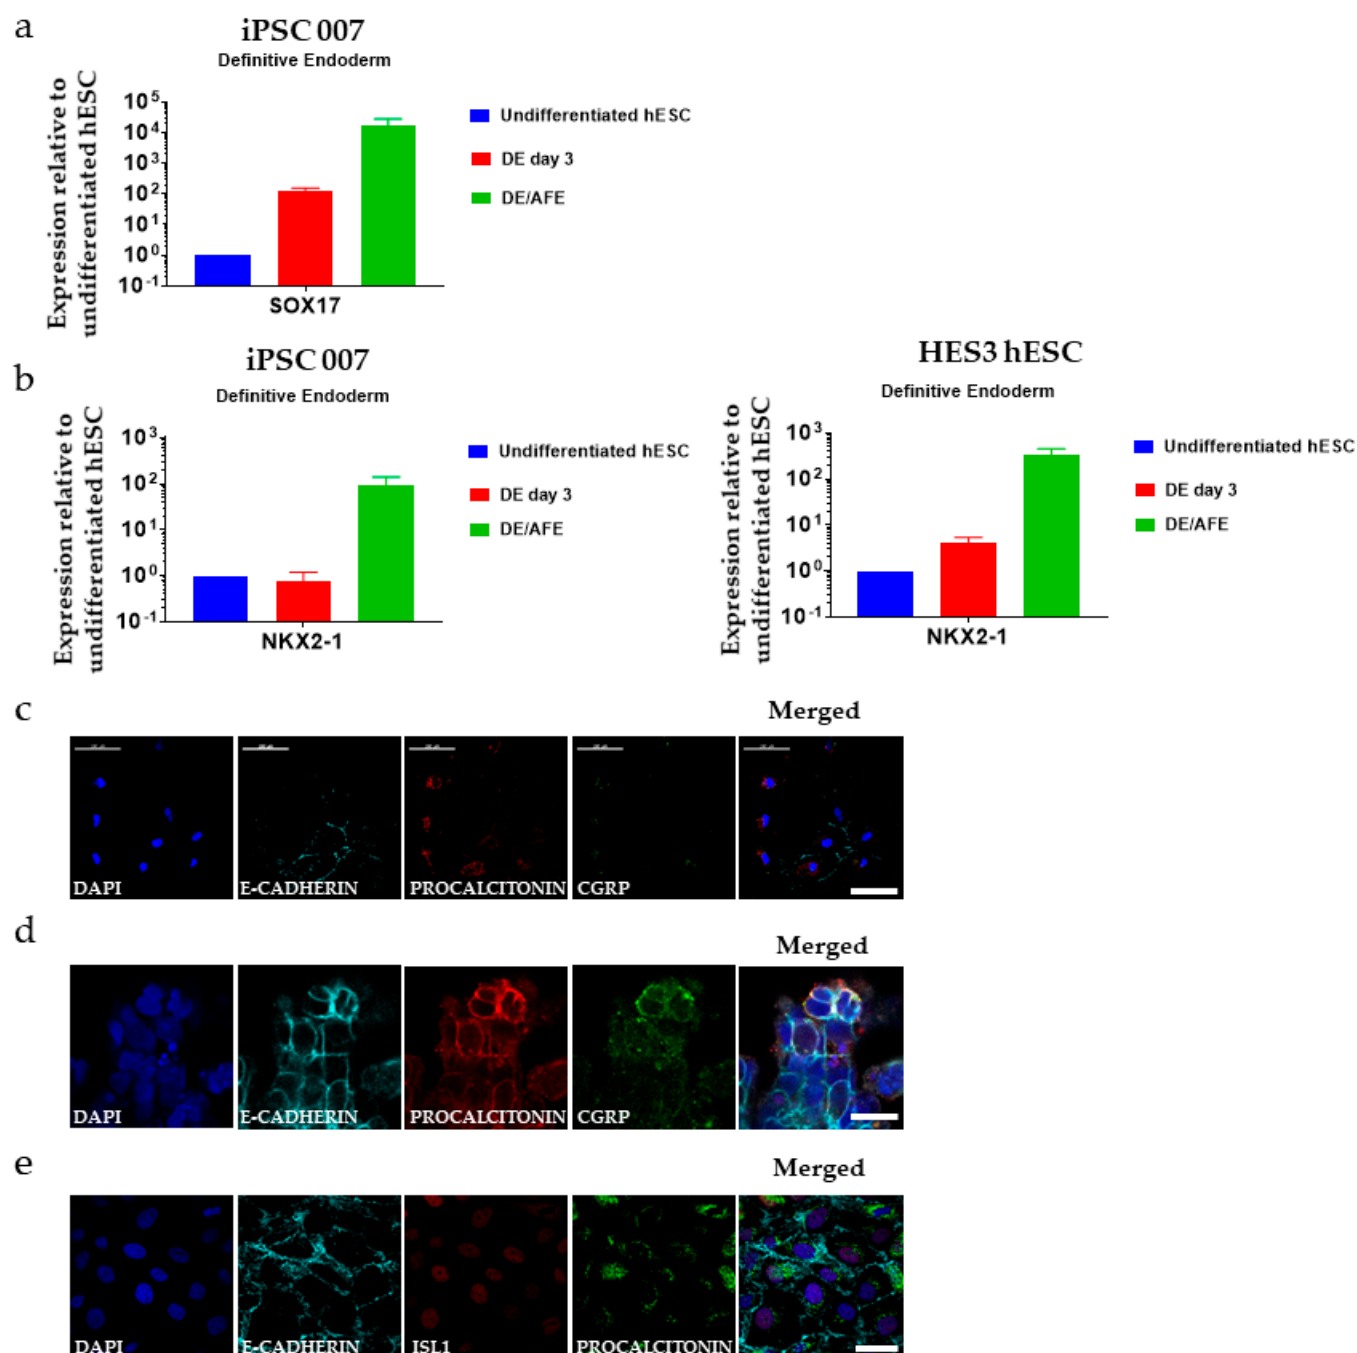 a
iPSC 007
Definitive Endoderm
Expression relative to
undifferentiated hESC
10^5
10^4
10^3
10^2
10^1
10^0
10^-1
SOX17
Undifferentiated hESC
DE day 3
DE/AFE
b
iPSC 007
Definitive Endoderm
Expression relative to
undifferentiated hESC
10^3
10^2
10^1
10^0
10^-1
NKX2-1
Undifferentiated hESC
DE day 3
DE/AFE
HES3 hESC
Definitive Endoderm
Expression relative to
undifferentiated hESC
10^3
10^2
10^1
10^0
10^-1
NKX2-1
Undifferentiated hESC
DE day 3
DE/AFE
c
Merged
DAPI
E-CADHERIN
PROCALCITONIN
CGRP
d
Merged
DAPI
E-CADHERIN
PROCALCITONIN
CGRP
e
Merged
DAPI
E-CADHERIN
ISL1
PROCALCITONIN